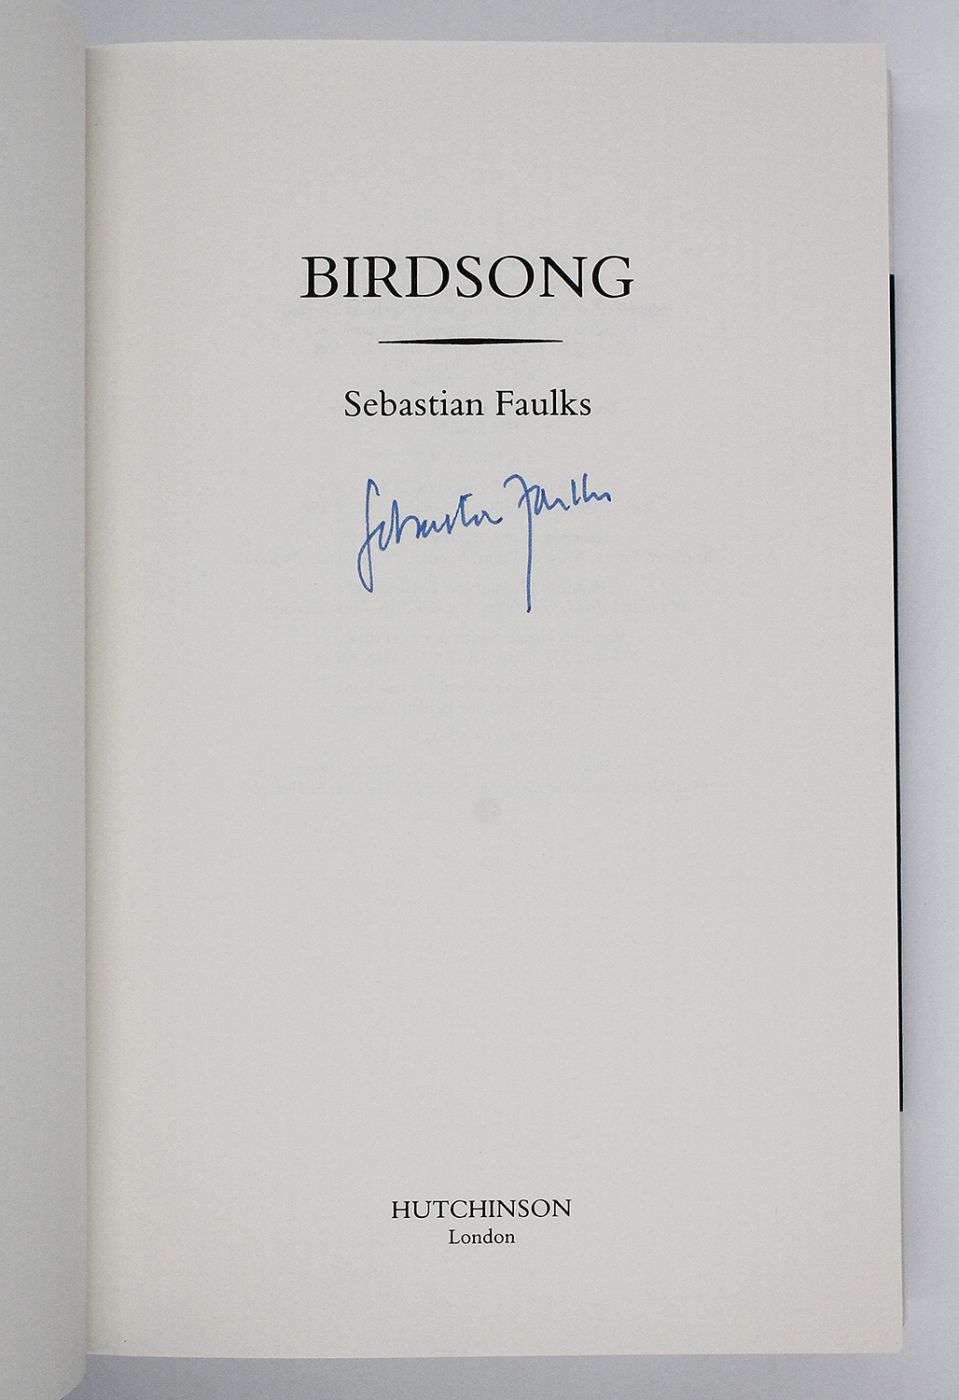 BIRDSONG
Sebastian Faulks
Sebastian Faulks
HUTCHINSON
London